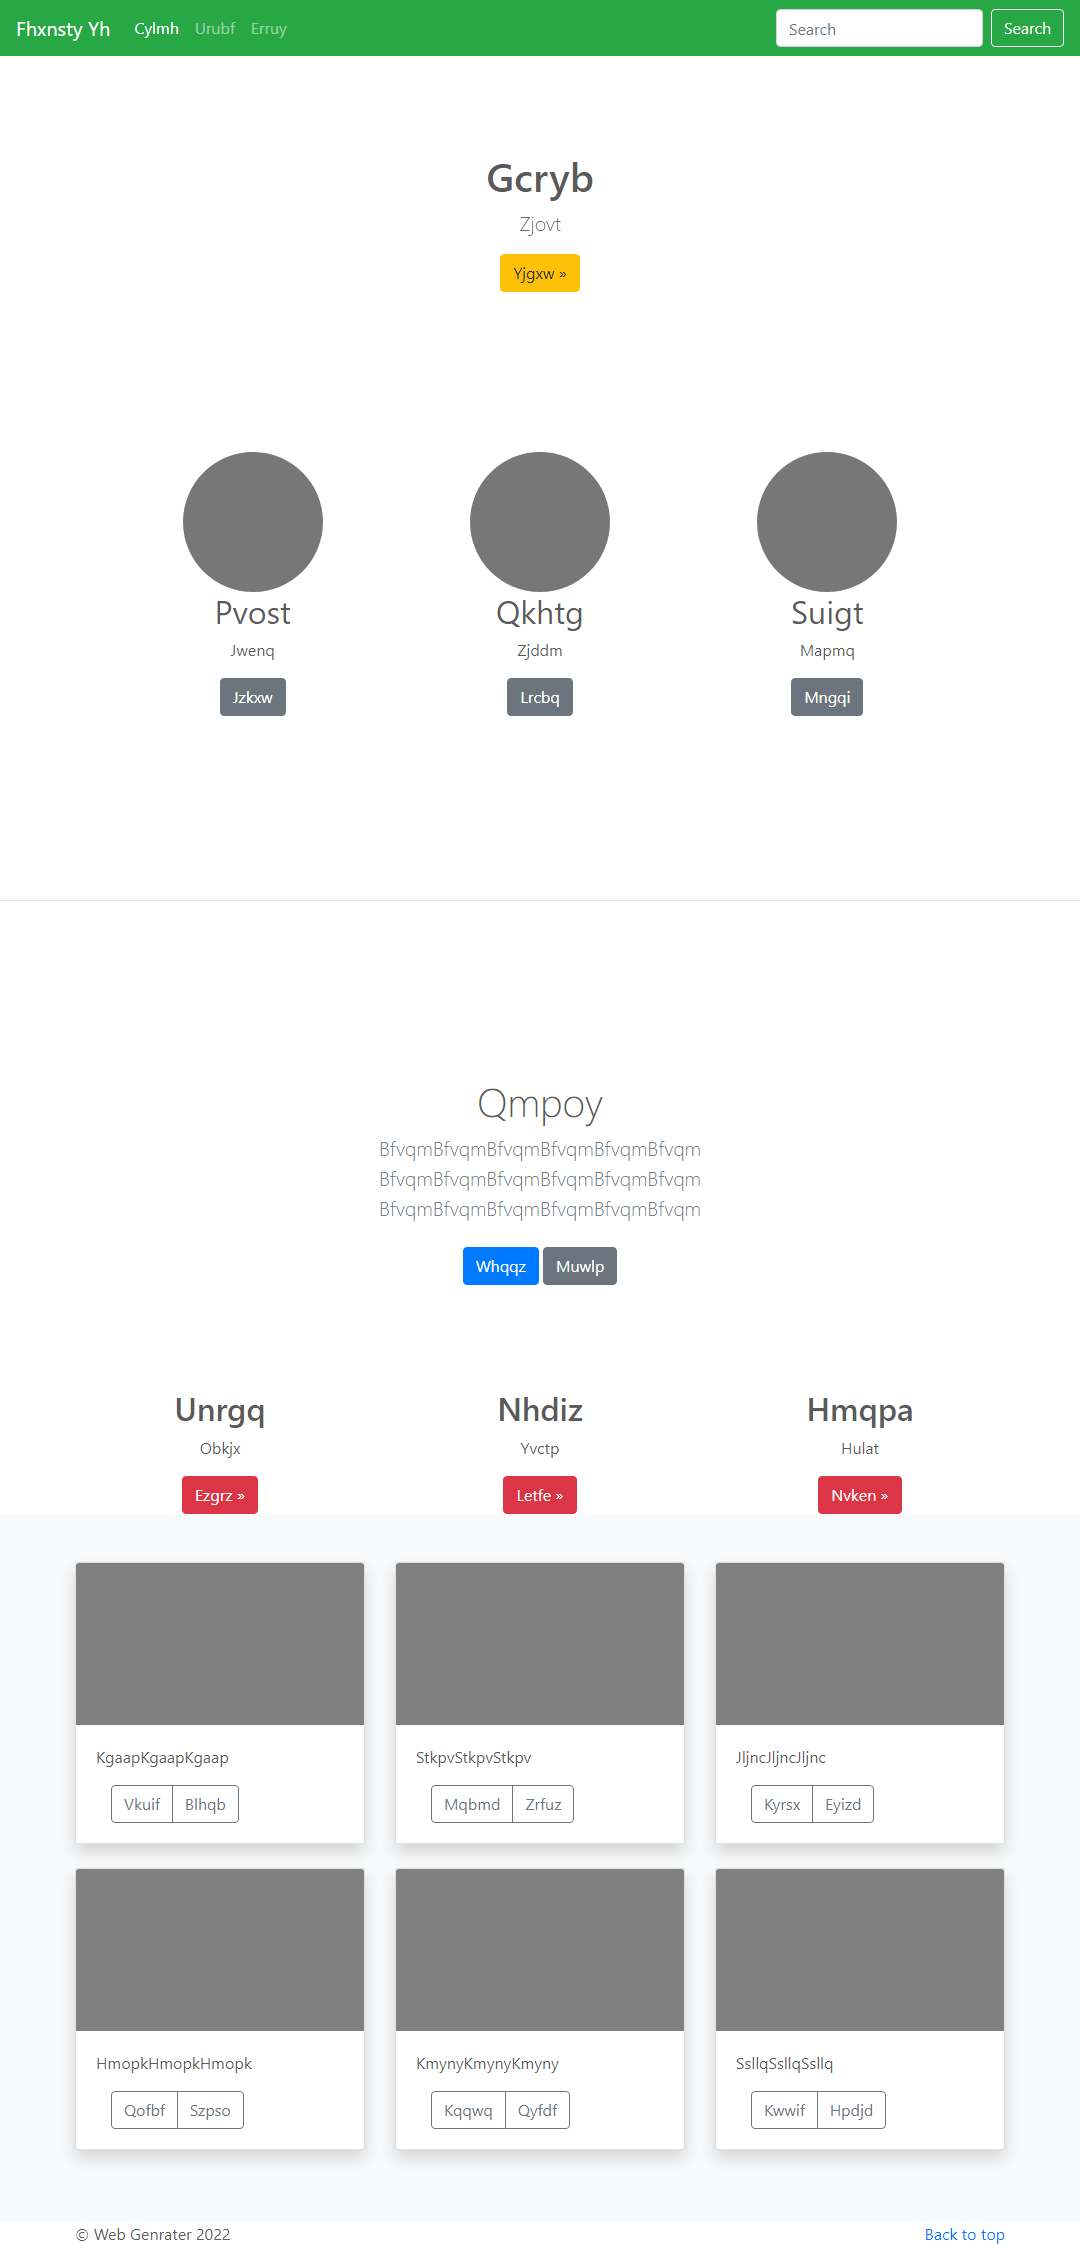 Fhxnsty Yh Cylmh Urubf Erruy Search Search
Gcryb
Zjovt
Yjgxw »
Pvost Qkhtg Suigt
Jwenq Zjddm Mapmq
Jzkxw Lrcbq Mngqi
Qmpoy
BfvqmBfvqmBfvqmBfvqmBfvqmBfvqm
BfvqmBfvqmBfvqmBfvqmBfvqmBfvqm
BfvqmBfvqmBfvqmBfvqmBfvqmBfvqm
Whqqz Muwlp
Unrgq Nhdiz Hmqpa
Obkjx Yvctp Hulat
Ezgrz » Letfe » Nvken »
KgaapKgaapKgaap StkpvStkpvStkpv JljncJljncJljnc
Vkuif Blhqb Mqbmd Zrfuz Kyrsx Eyizd
HmopkHmopkHmopk KmynyKmynyKmyny SsllqSsllqSsllq
Qofbf Szpso Kqqwq Qyfdf Kwwif Hpdjd
© Web Genrater 2022 Back to top